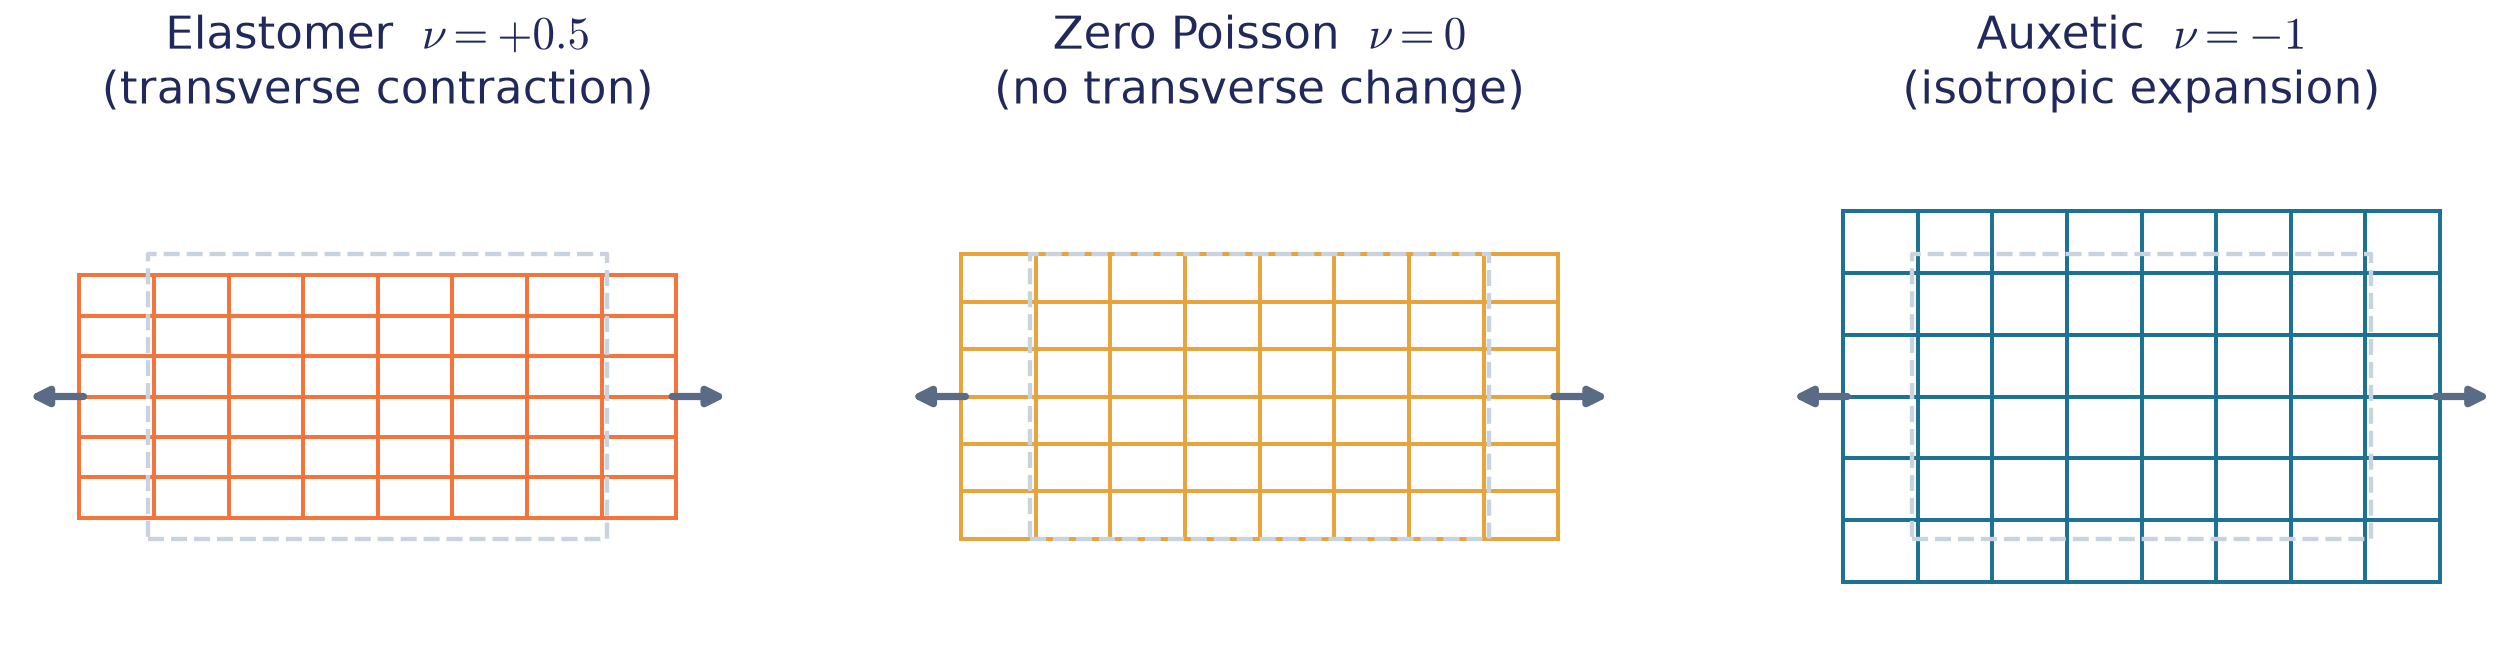 Elastomer ν = +0.5
(transverse contraction)
Zero Poisson ν = 0
(no transverse change)
Auxetic ν = −1
(isotropic expansion)